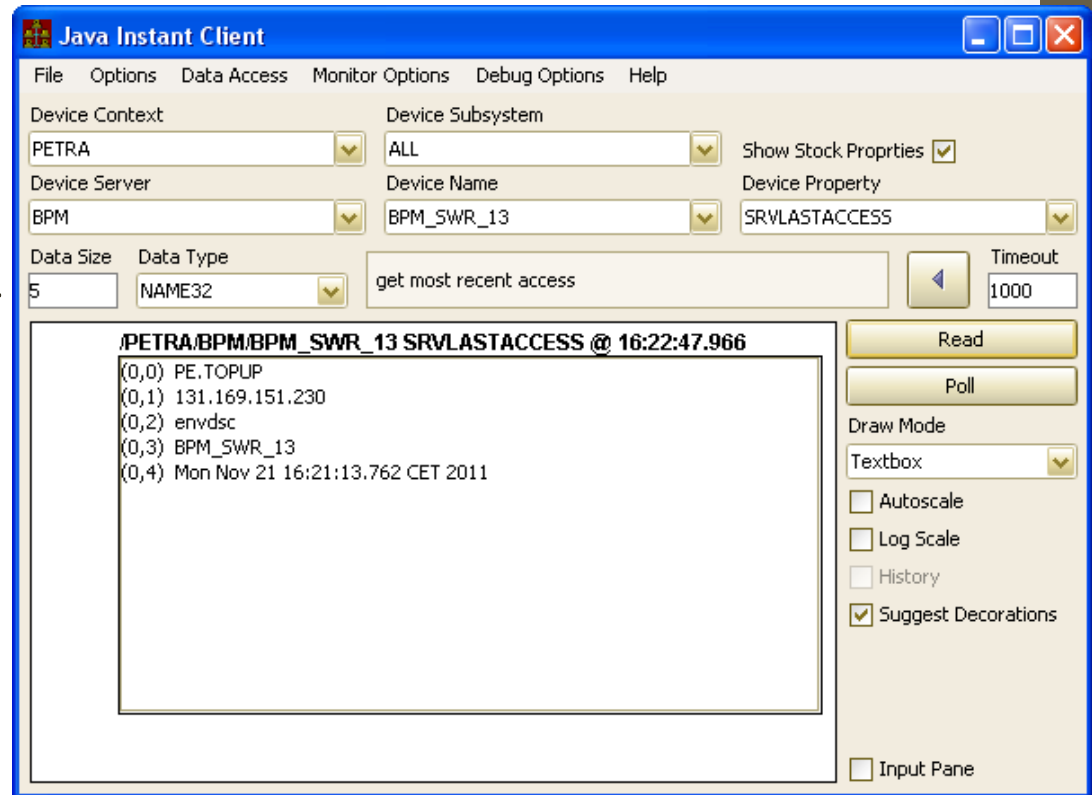 Java Instant Client
File Options Data Access Monitor Options Debug Options Help
Device Context Device Subsystem
PETRA ALL Show Stock Proprties
Device Server Device Name Device Property
BPM BPM_SWR_13 SRVLASTACCESS
Data Size Data Type Timeout
5 NAME32 get most recent access 1000
/PETRA/BPM/BPM_SWR_13 SRVLASTACCESS @ 16:22:47.966 Read
(0,0) PE.TOPUP
(0,1) 131.169.151.230 Poll
(0,2) envdsc
(0,3) BPM_SWR_13 Draw Mode
(0,4) Mon Nov 21 16:21:13.762 CET 2011 Textbox
Autoscale
Log Scale
History
Suggest Decorations
Input Pane